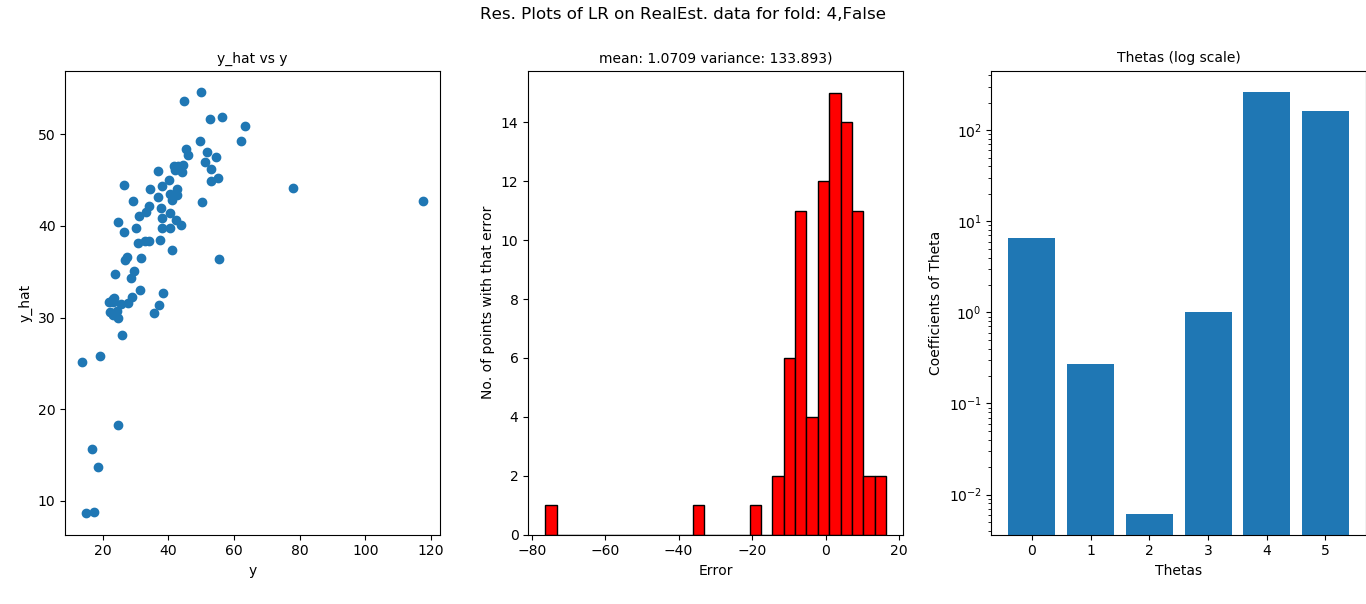 Res. Plots of LR on RealEst. data for fold: 4,False
y_hat vs y
y_hat
50
40
30
20
10
20 40 60 80 100 120
y
mean: 1.0709 variance: 133.893)
No. of points with that error
14
12
10
8
6
4
2
0
−80 −60 −40 −20 0 20
Error
Thetas (log scale)
Coefficients of Theta
10²
10¹
10⁰
10⁻¹
10⁻²
0 1 2 3 4 5
Thetas